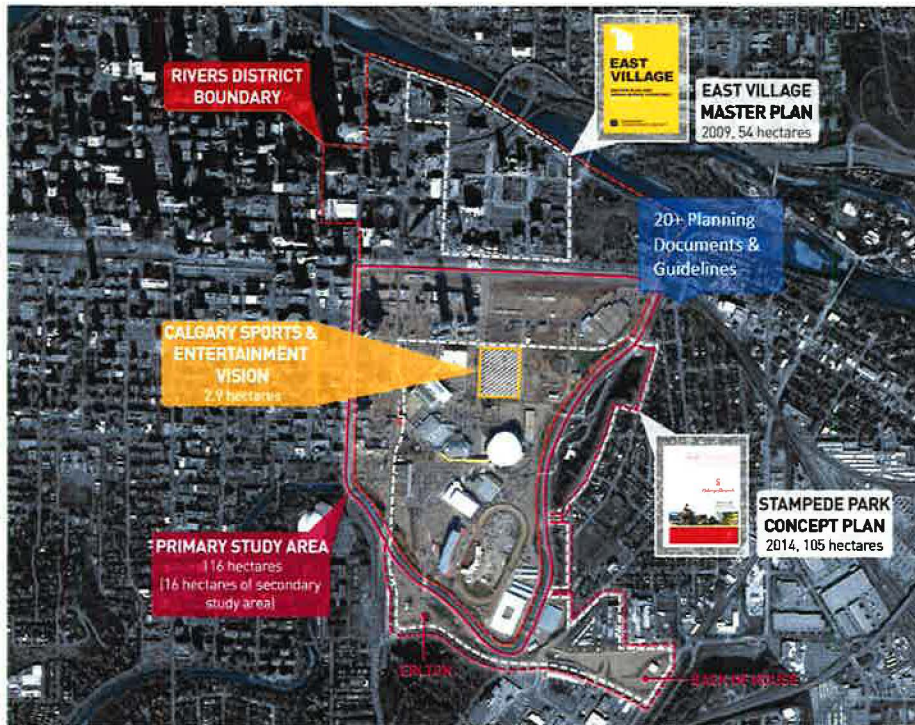 RIVERS DISTRICT
BOUNDARY
EAST
VILLAGE
EAST VILLAGE
MASTER PLAN
2009, 54 hectares
20+ Planning
Documents &
Guidelines
CALGARY SPORTS &
ENTERTAINMENT
VISION
2.9 hectares
STAMPEDE PARK
CONCEPT PLAN
2014, 105 hectares
PRIMARY STUDY AREA
116 hectares
(16 hectares of secondary
study area)
ERLTON
BACK OF HOUSE